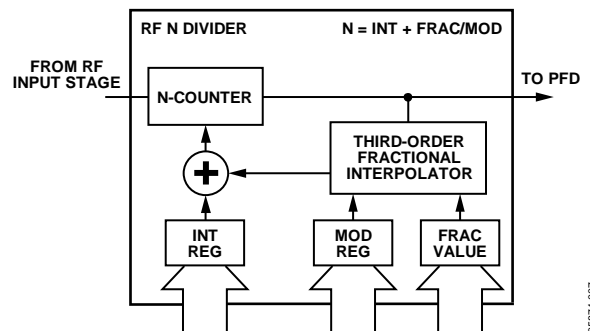 RF N DIVIDER
N = INT + FRAC/MOD
FROM RF
INPUT STAGE
TO PFD
N-COUNTER
THIRD-ORDER
FRACTIONAL
INTERPOLATOR
+
INT
REG
MOD
REG
FRAC
VALUE